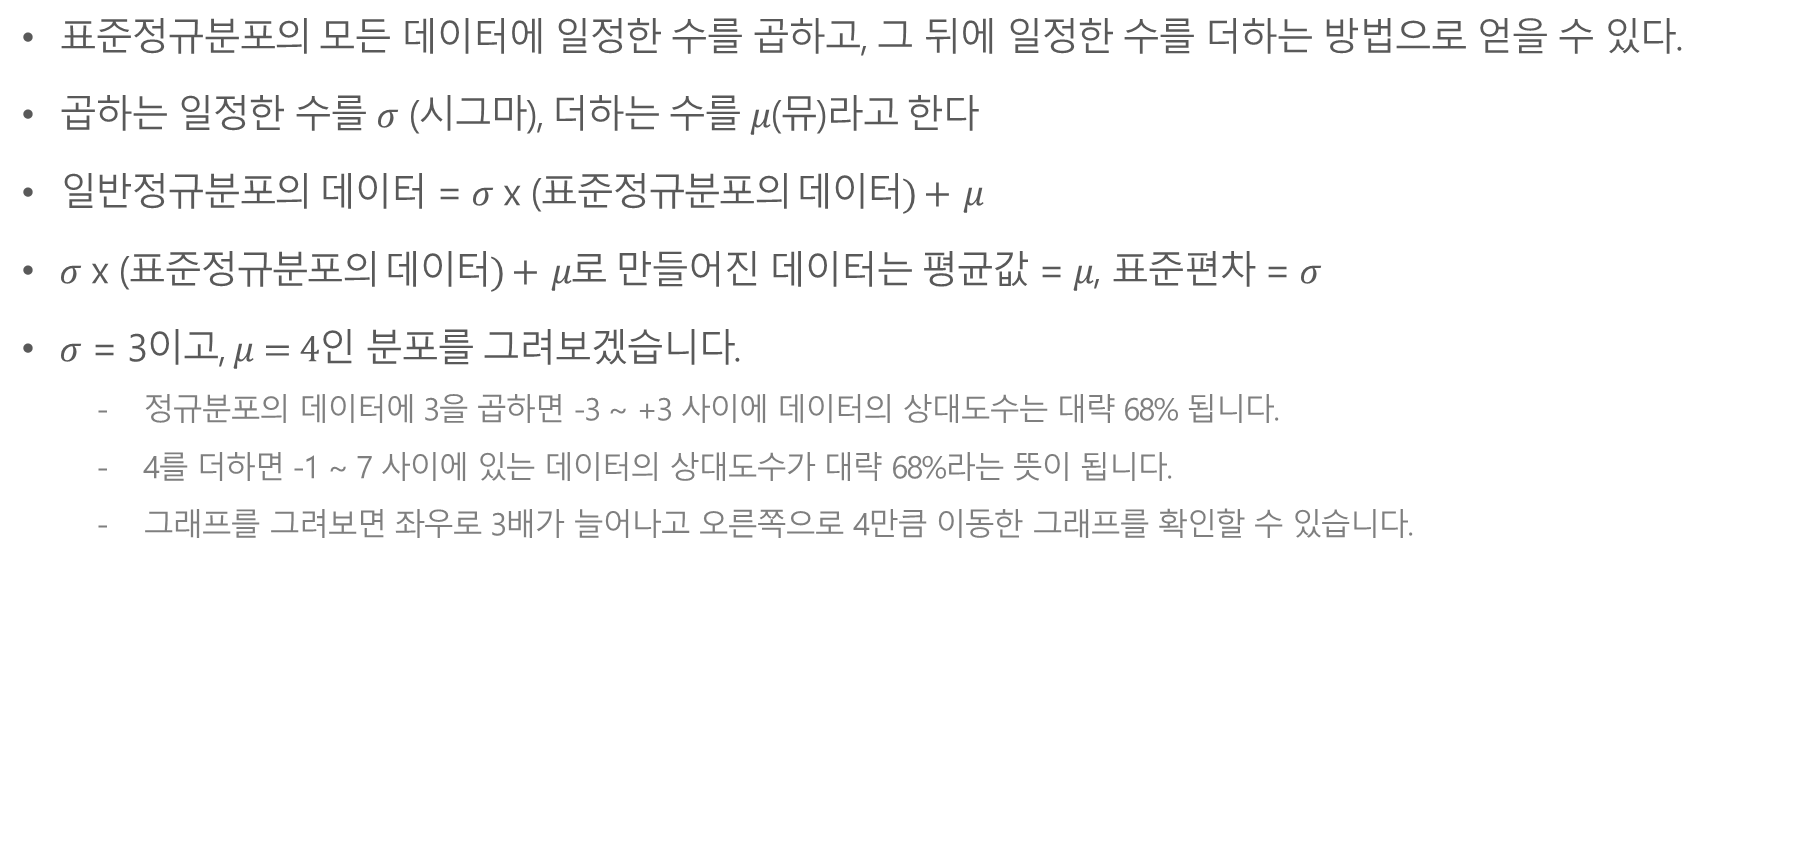 • 표준정규분포의 모든 데이터에 일정한 수를 곱하고, 그 뒤에 일정한 수를 더하는 방법으로 얻을 수 있다.
• 곱하는 일정한 수를 𝜎 (시그마), 더하는 수를 𝜇(뮤)라고 한다
• 일반정규분포의 데이터 = 𝜎 x (표준정규분포의 데이터) + 𝜇
• 𝜎 x (표준정규분포의 데이터) + 𝜇로 만들어진 데이터는 평균값 = 𝜇, 표준편차 = 𝜎
• 𝜎 = 3이고, 𝜇 = 4인 분포를 그려보겠습니다.
- 정규분포의 데이터에 3을 곱하면 -3 ~ +3 사이에 데이터의 상대도수는 대략 68% 됩니다.
- 4를 더하면 -1 ~ 7 사이에 있는 데이터의 상대도수가 대략 68%라는 뜻이 됩니다.
- 그래프를 그려보면 좌우로 3배가 늘어나고 오른쪽으로 4만큼 이동한 그래프를 확인할 수 있습니다.